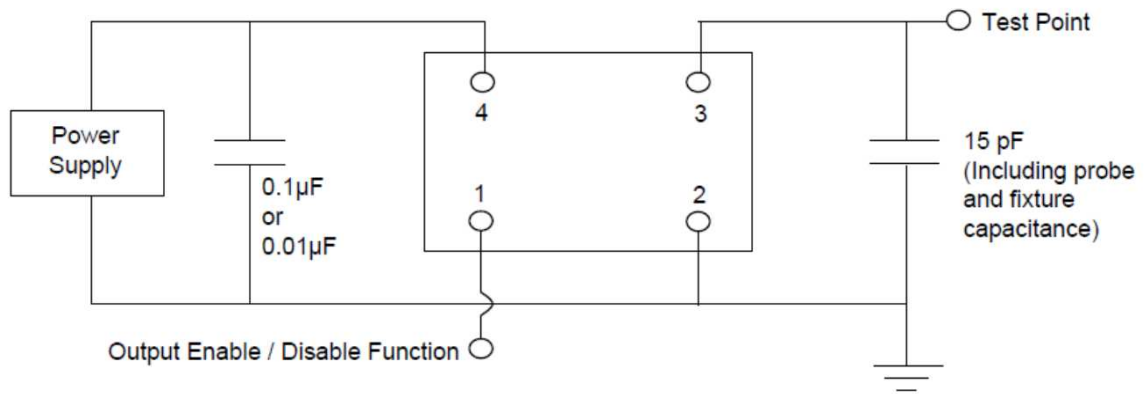 Test Point
4
3
Power
Supply
15 pF
(Including probe
and fixture
capacitance)
0.1µF
or
0.01µF
1
2
Output Enable / Disable Function